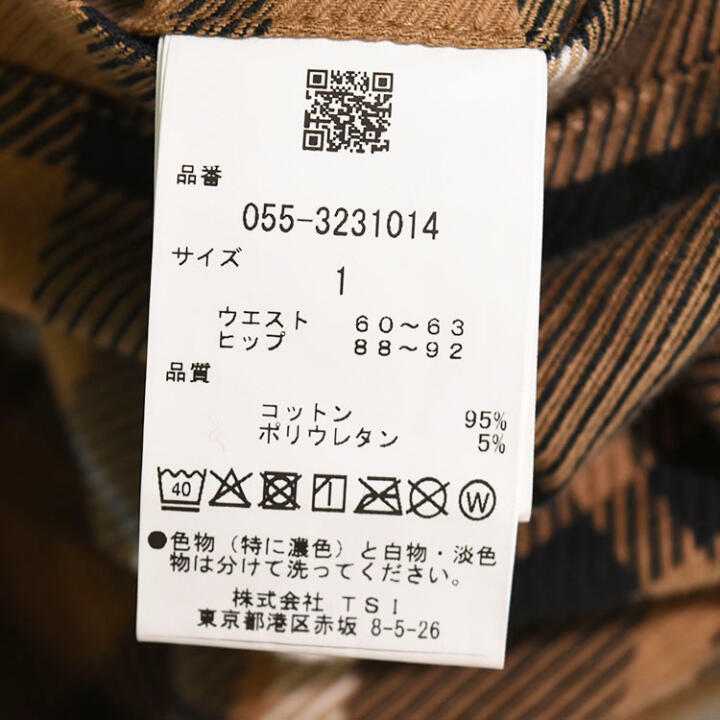 品番
055-3231014
サイズ
1
ウエスト 60～63
ヒップ 88～92
品質
コットン 95%
ポリウレタン 5%
40 W
●色物（特に濃色）と白物・淡色
物は分けて洗ってください。
株式会社 TSI
東京都港区赤坂 8-5-26